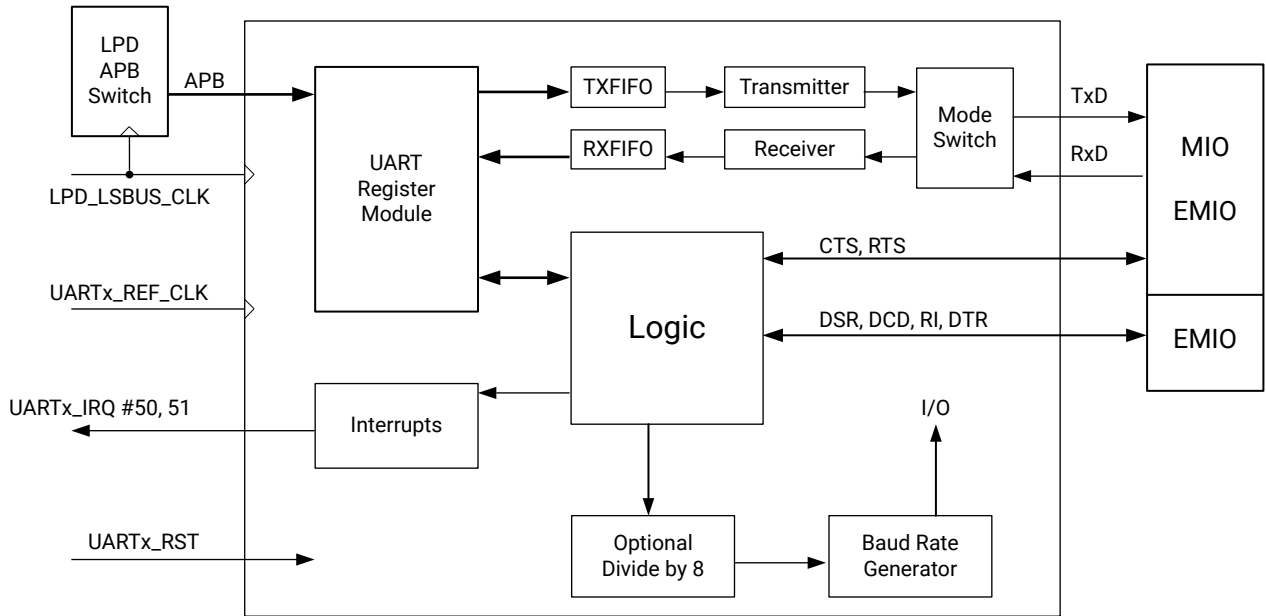 LPD
APB
Switch
APB
LPD_LSBUS_CLK
UARTx_REF_CLK
UARTx_IRQ #50, 51
UARTx_RST
UART
Register
Module
TXFIFO
Transmitter
RXFIFO
Receiver
Mode
Switch
TxD
RxD
MIO
EMIO
CTS, RTS
DSR, DCD, RI, DTR
EMIO
Logic
Interrupts
I/O
Optional
Divide by 8
Baud Rate
Generator